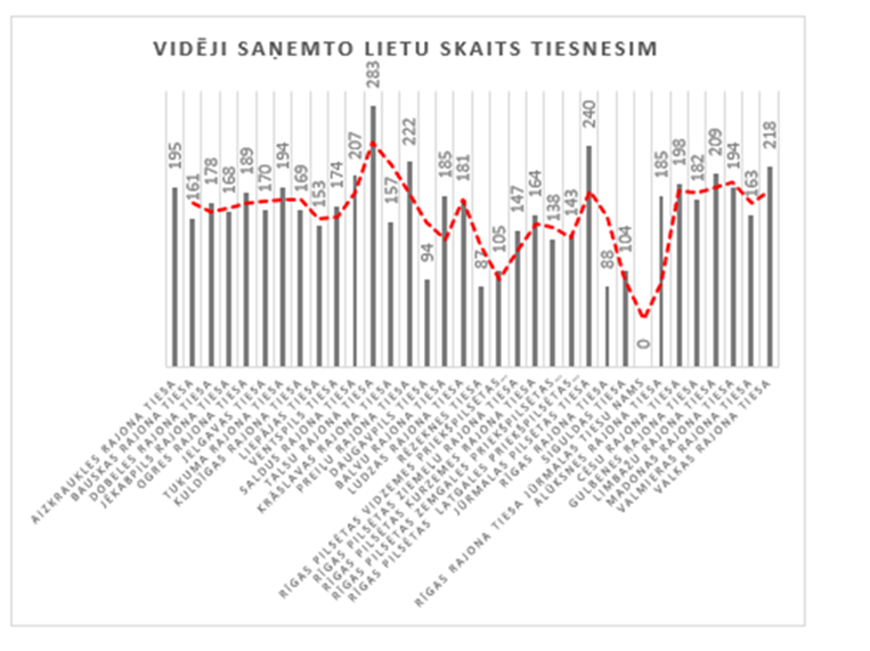 VIDĒJI SAŅEMTO LIETU SKAITS TIESNESIM
195
161
178
168
189
170
194
169
153
174
207
283
157
222
94
185
181
87
105
147
164
138
143
240
88
104
0
185
198
182
209
194
163
218
AIZKRAUKLES RAJONA TIESA
BAUSKAS RAJONA TIESA
DOBELES RAJONA TIESA
JĒKABPILS RAJONA TIESA
OGRES RAJONA TIESA
JELGAVAS TIESA
TUKUMA RAJONA TIESA
KULDĪGAS RAJONA TIESA
LIEPĀJAS TIESA
VENTSPILS TIESA
SALDUS RAJONA TIESA
TALSU RAJONA TIESA
KRĀSLAVAS RAJONA TIESA
PREIĻU RAJONA TIESA
DAUGAVPILS TIESA
BALVU RAJONA TIESA
LUDZAS RAJONA TIESA
RĒZEKNES TIESA
RĪGAS PILSĒTAS VIDZEMES PRIEKŠPILSĒTAS…
RĪGAS PILSĒTAS ZIEMEĻU RAJONA TIESA
RĪGAS PILSĒTAS KURZEMES RAJONA TIESA
RĪGAS PILSĒTAS ZEMGALES PRIEKŠPILSĒTAS…
RĪGAS PILSĒTAS LATGALES PRIEKŠPILSĒTAS…
JŪRMALAS PILSĒTAS TIESA
RĪGAS RAJONA TIESA
SIGULDAS TIESA
RĪGAS RAJONA TIESA JŪRMALAS TIESU NAMS
ALŪKSNES RAJONA TIESA
CĒSU RAJONA TIESA
GULBENES RAJONA TIESA
LIMBAŽU RAJONA TIESA
MADONAS RAJONA TIESA
VALMIERAS RAJONA TIESA
VALKAS RAJONA TIESA